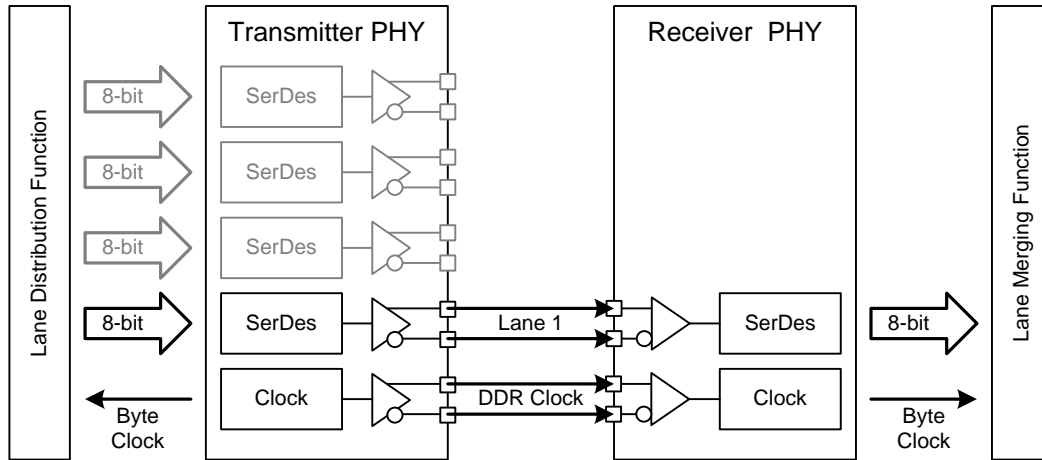 Lane Distribution Function
Transmitter PHY
Receiver PHY
Lane Merging Function
8-bit
SerDes
8-bit
SerDes
8-bit
SerDes
8-bit
SerDes
Lane 1
SerDes
8-bit
Byte
Clock
Clock
DDR Clock
Clock
Byte
Clock